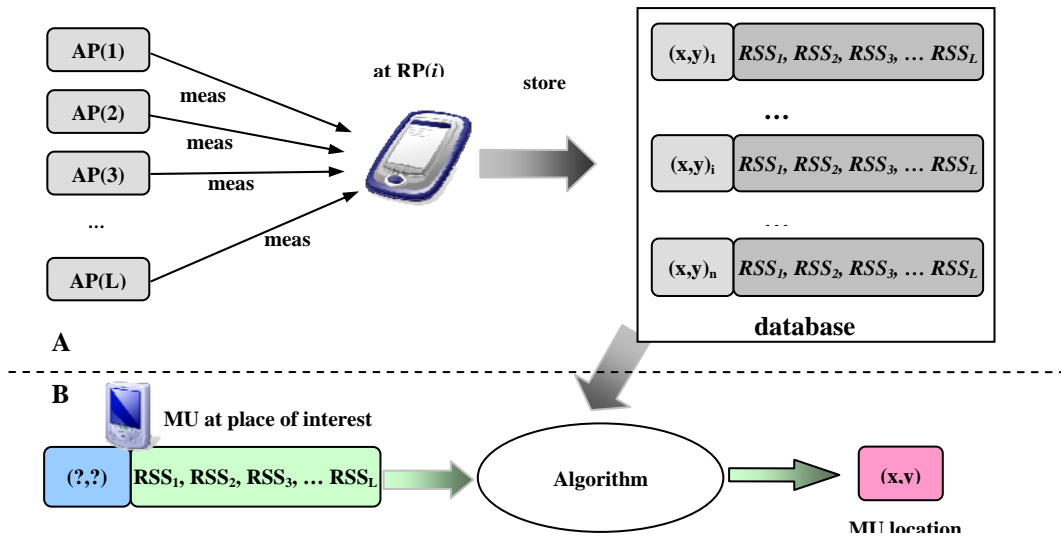 AP(1)
AP(2)
AP(3)
...
AP(L)
meas
meas
meas
meas
at RP(i)
store
(x,y)1 RSS1, RSS2, RSS3, … RSSL
...
(x,y)i RSS1, RSS2, RSS3, … RSSL
...
(x,y)n RSS1, RSS2, RSS3, … RSSL
database
A
B
MU at place of interest
(?,?) RSS1, RSS2, RSS3, … RSSL
Algorithm
(x,y)
MU location